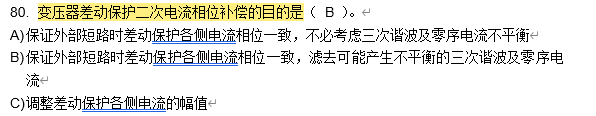 80. 变压器差动保护二次电流相位补偿的目的是（ B ）。↵
A)保证外部短路时差动保护各侧电流相位一致，不必考虑三次谐波及零序电流不平衡↵
B)保证外部短路时差动保护各侧电流相位一致，滤去可能产生不平衡的三次谐波及零序电
流↵
C)调整差动保护各侧电流的幅值↵